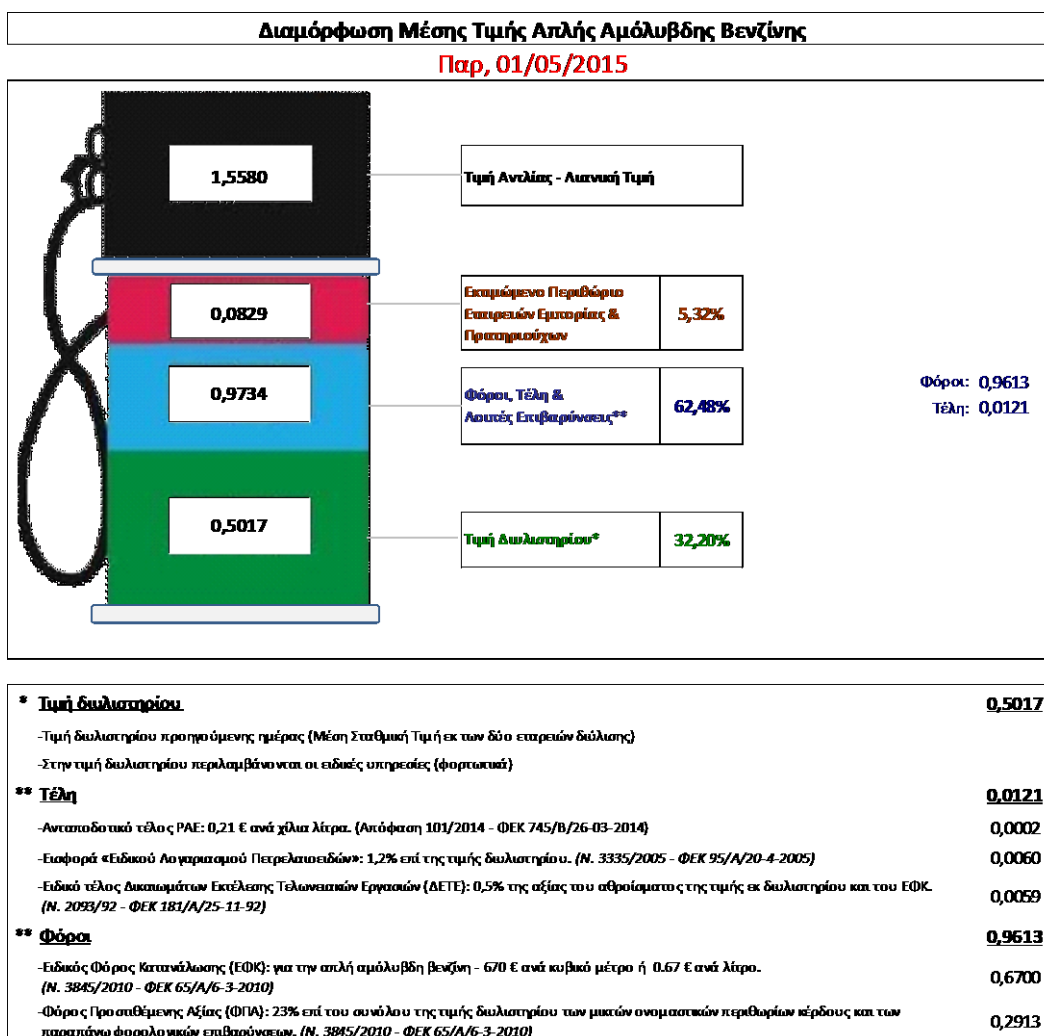 Διαμόρφωση Μέσης Τιμής Απλής Αμόλυβδης Βενζίνης
Παρ, 01/05/2015
1,5580
Τιμή Αντλίας - Λιανική Τιμή
0,0829
Εκτιμώμενο Περιθώριο
Εταιρειών Εμπορίας &
Πρατηριούχων
5,32%
0,9734
Φόροι, Τέλη &
Λοιπές Επιβαρύνσεις**
62,48%
Φόροι: 0,9613
Τέλη: 0,0121
0,5017
Τιμή Διυλιστηρίου*
32,20%
* Τιμή διυλιστηρίου 0,5017
-Τιμή διυλιστηρίου προηγούμενης ημέρας (Μέση Σταθμική Τιμή εκ των δύο εταρειών διύλισης)
-Στην τιμή διυλιστηρίου περιλαμβάνονται οι ειδικές υπηρεσίες (φορτωτικά)
** Τέλη 0,0121
-Ανταποδοτικό τέλος ΡΑΕ: 0,21 € ανά χίλια λίτρα. (Απόφαση 101/2014 - ΦΕΚ 745/Β/26-03-2014) 0,0002
-Εισφορά «Ειδικού Λογαριασμού Πετρελαιοειδών»: 1,2% επί της τιμής διυλιστηρίου. (Ν. 3335/2005 - ΦΕΚ 95/Α/20-4-2005) 0,0060
-Ειδικό τέλος Δικαιωμάτων Εκτέλεσης Τελωνειακών Εργασιών (ΔΕΤΕ): 0,5% της αξίας του αθροίσματος της τιμής εκ διυλιστηρίου και του ΕΦΚ. 0,0059
(Ν. 2093/92 - ΦΕΚ 181/Α/25-11-92)
** Φόροι 0,9613
-Ειδικός Φόρος Κατανάλωσης (ΕΦΚ): για την απλή αμόλυβδη βενζίνη - 670 € ανά κυβικό μέτρο ή 0.67 € ανά λίτρο. 0,6700
(Ν. 3845/2010 - ΦΕΚ 65/Α/6-3-2010)
-Φόρος Προστιθέμενης Αξίας (ΦΠΑ): 23% επί του συνόλου της τιμής διυλιστηρίου των μικτών ονομαστικών περιθωρίων κέρδους και των 0,2913
παραπάνω φορολογικών επιβαρύνσεων. (Ν. 3845/2010 - ΦΕΚ 65/Α/6-3-2010)